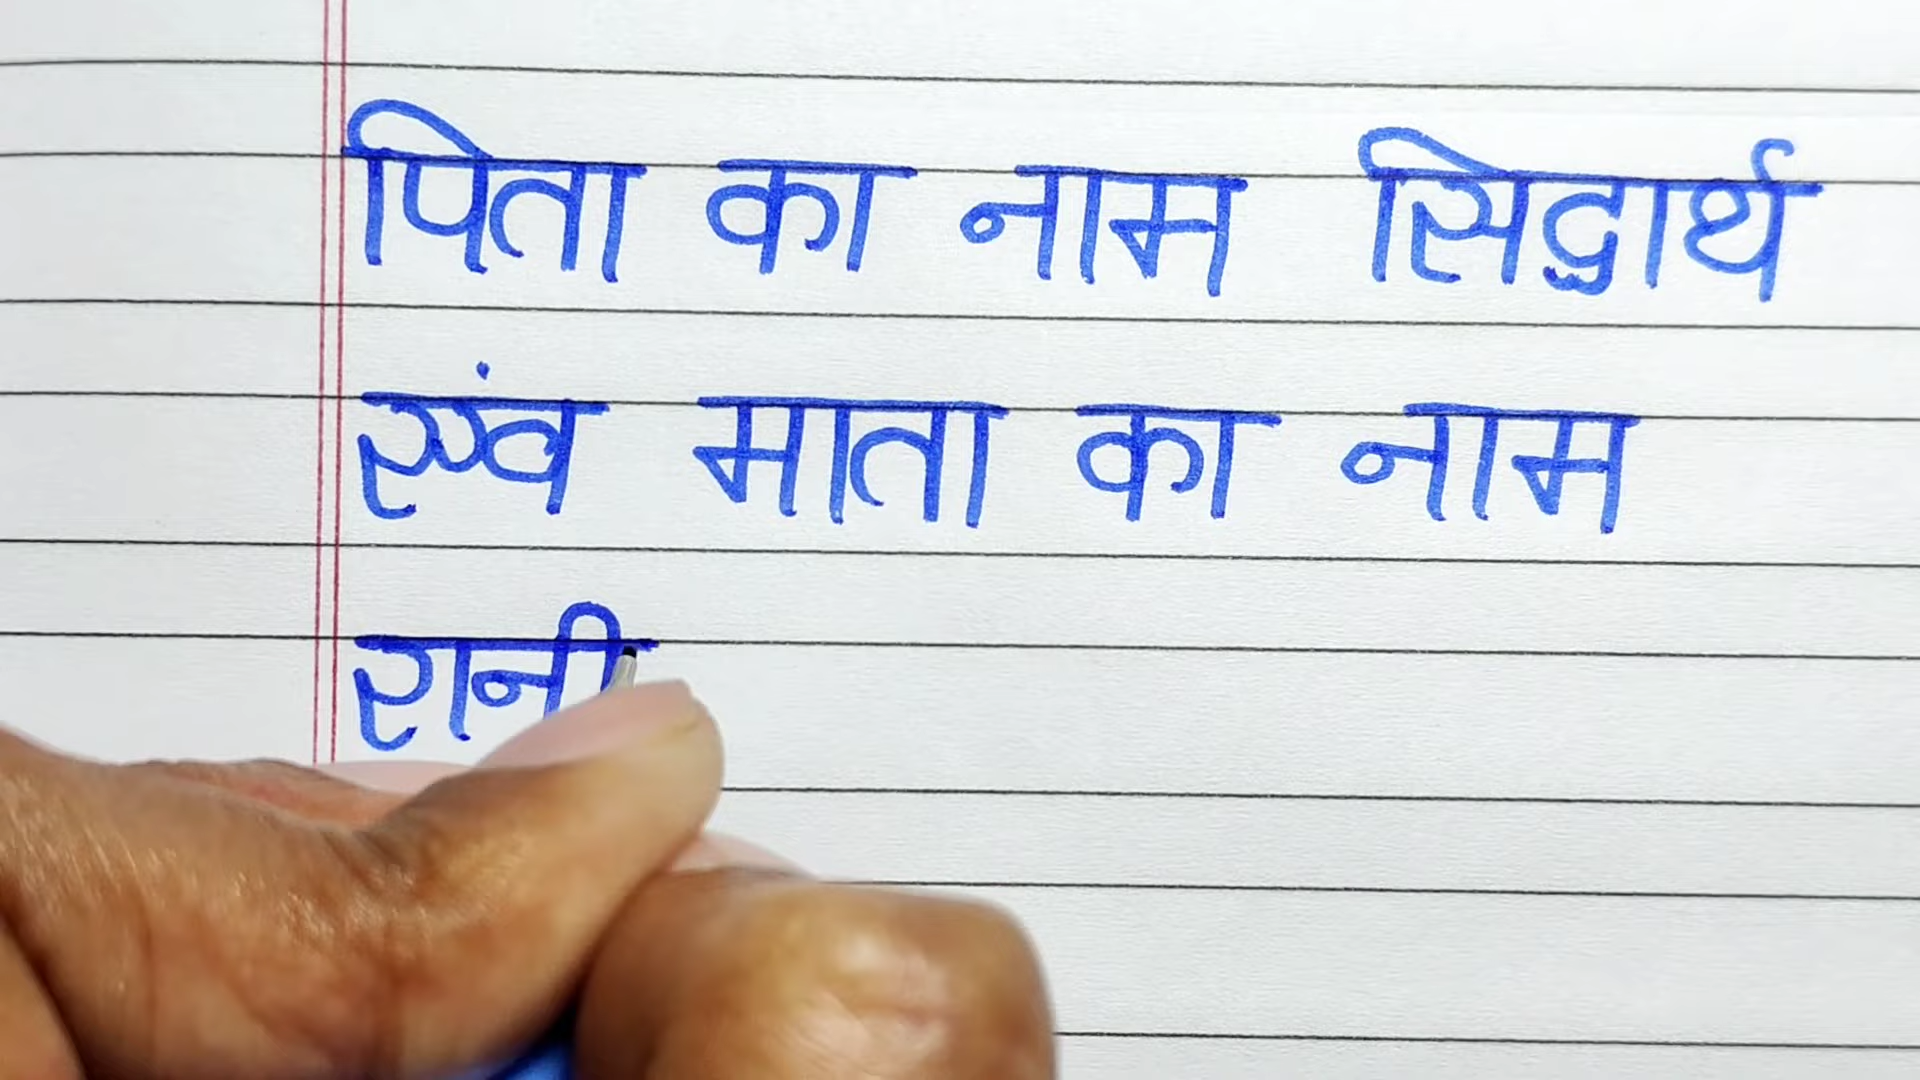 पिता का नाम सिद्धार्थ
एवं माता का नाम
रानी